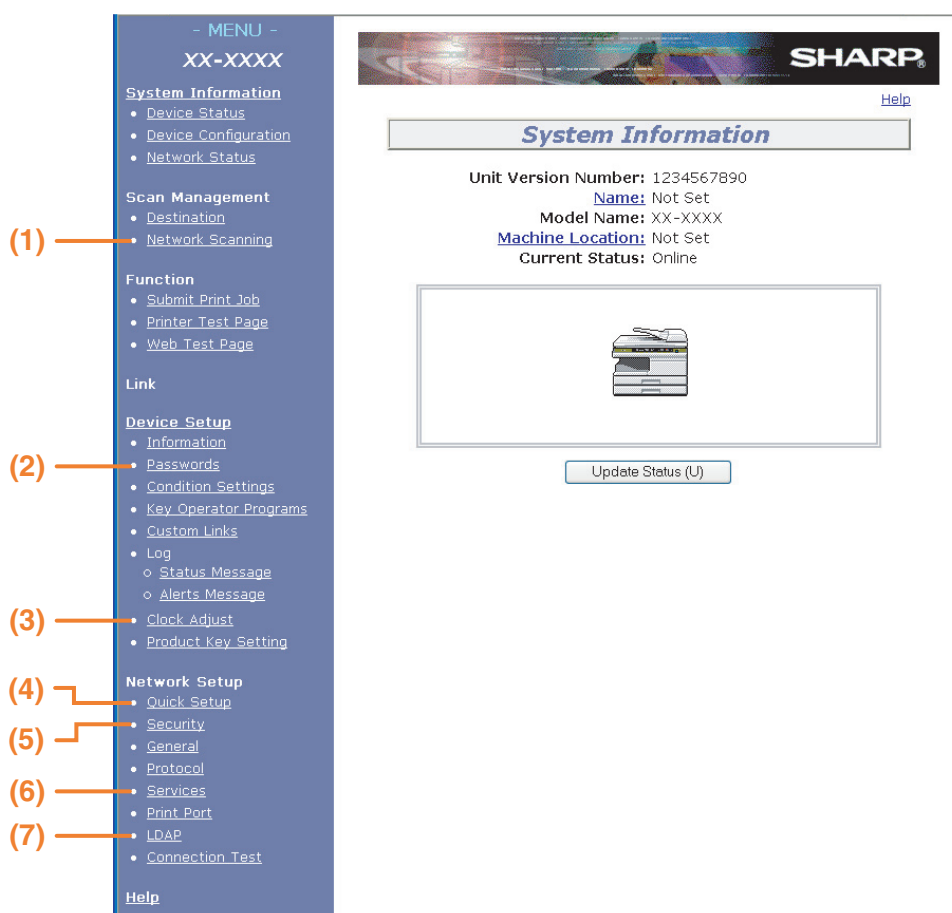 - MENU -
XX-XXXX
System Information
• Device Status
• Device Configuration
• Network Status
Scan Management
• Destination
(1) • Network Scanning
Function
• Submit Print Job
• Printer Test Page
• Web Test Page
Link
Device Setup
• Information
(2) • Passwords
• Condition Settings
• Key Operator Programs
• Custom Links
• Log
○ Status Message
○ Alerts Message
(3) • Clock Adjust
• Product Key Setting
Network Setup
(4) • Quick Setup
(5) • Security
• General
• Protocol
(6) • Services
• Print Port
(7) • LDAP
• Connection Test
Help
SHARP®
Help
System Information
Unit Version Number: 1234567890
Name: Not Set
Model Name: XX-XXXX
Machine Location: Not Set
Current Status: Online
Update Status (U)